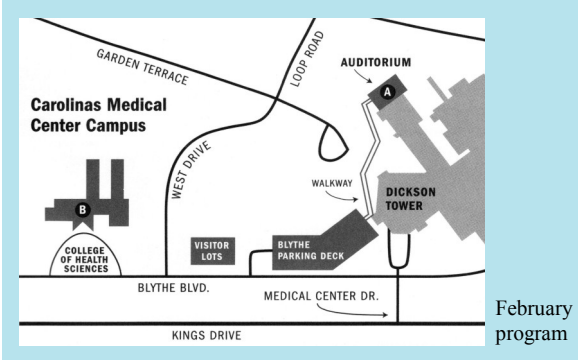 GARDEN TERRACE
LOOP ROAD
AUDITORIUM
A
Carolinas Medical
Center Campus
WEST DRIVE
WALKWAY
DICKSON
TOWER
B
COLLEGE
OF HEALTH
SCIENCES
VISITOR
LOTS
BLYTHE
PARKING DECK
BLYTHE BLVD.
MEDICAL CENTER DR.
KINGS DRIVE
February
program